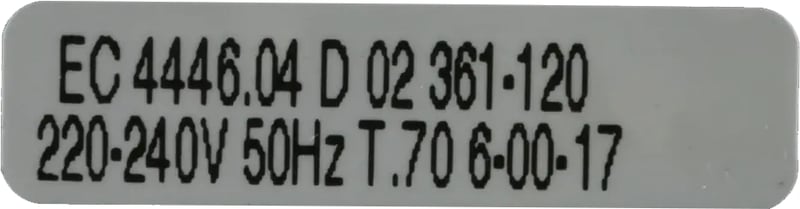 EC 4446.04 D 02 361-120
220-240V 50Hz T.70 6-00-17